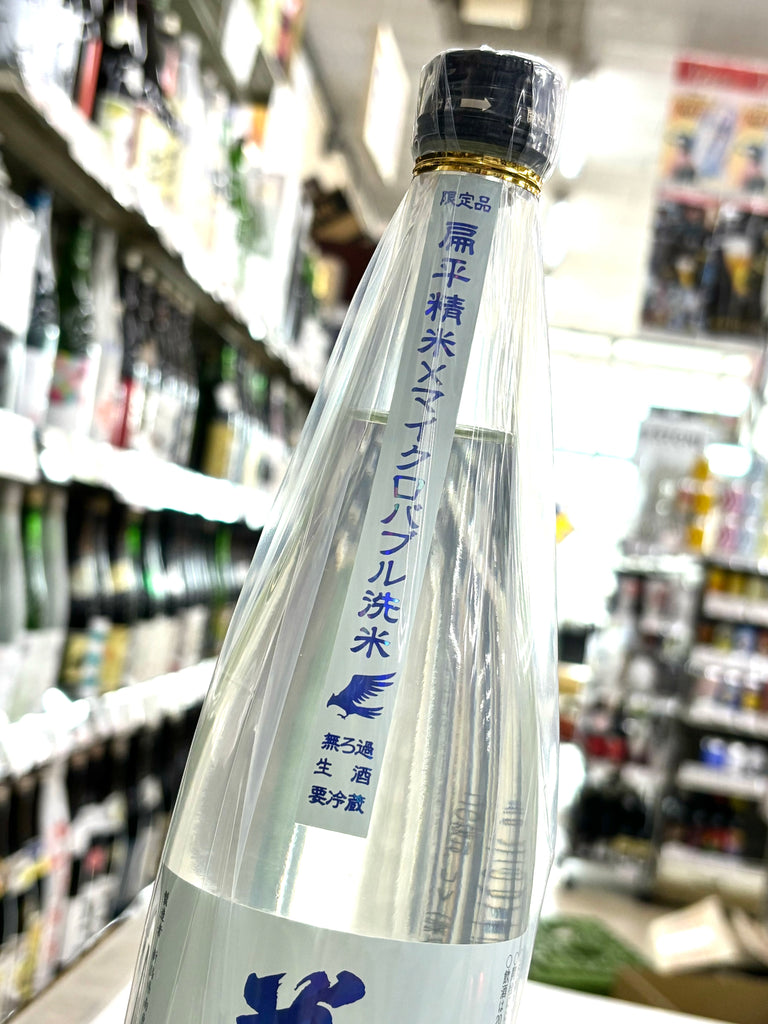 限定品
扁平精米×マイクロバブル洗米
無ろ過
生酒
要冷蔵